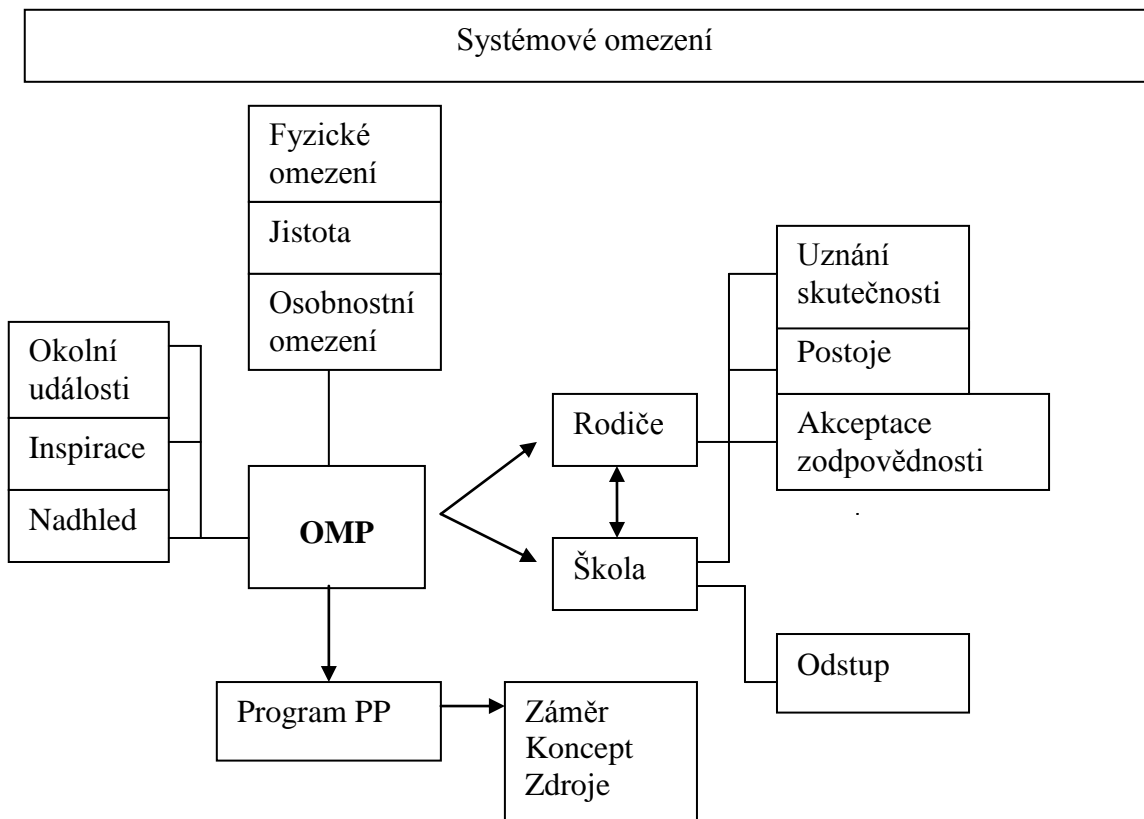 Systémové omezení
Fyzické
omezení
Jistota
Osobnostní
omezení
Okolní
události
Inspirace
Nadhled
OMP
Rodiče
Škola
Uznání
skutečnosti
Postoje
Akceptace
zodpovědnosti
Odstup
Program PP
Záměr
Koncept
Zdroje